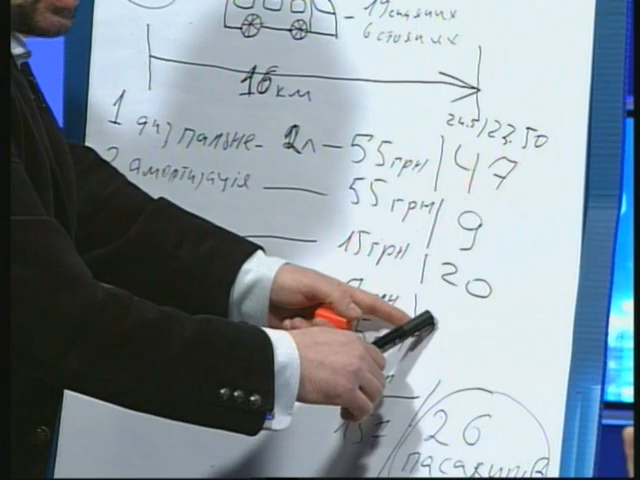 19 сидячих
6 стоячих
16 км
24.5/23.50
1 диз пальне - 2л - 55 грн / 47
2 амортизація — 55 грн / 9
— 15 грн / 20
26
пасажирів